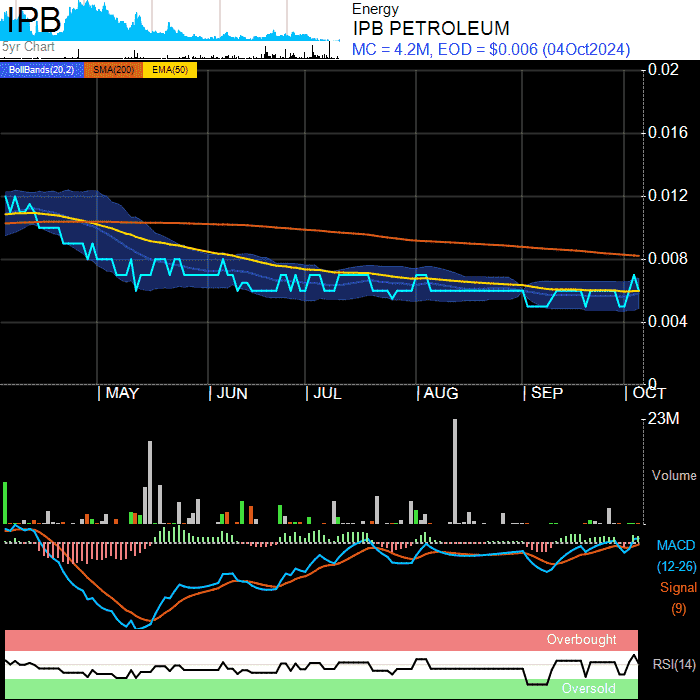 IPB
5yr Chart
Energy
IPB PETROLEUM
MC = 4.2M, EOD = $0.006 (04Oct2024)
BollBands(20,2) SMA(200) EMA(50)
0.02
0.016
0.012
0.008
0.004
0
MAY JUN JUL AUG SEP OCT
23M
Volume
MACD
(12-26)
Signal
(9)
Overbought
RSI(14)
Oversold